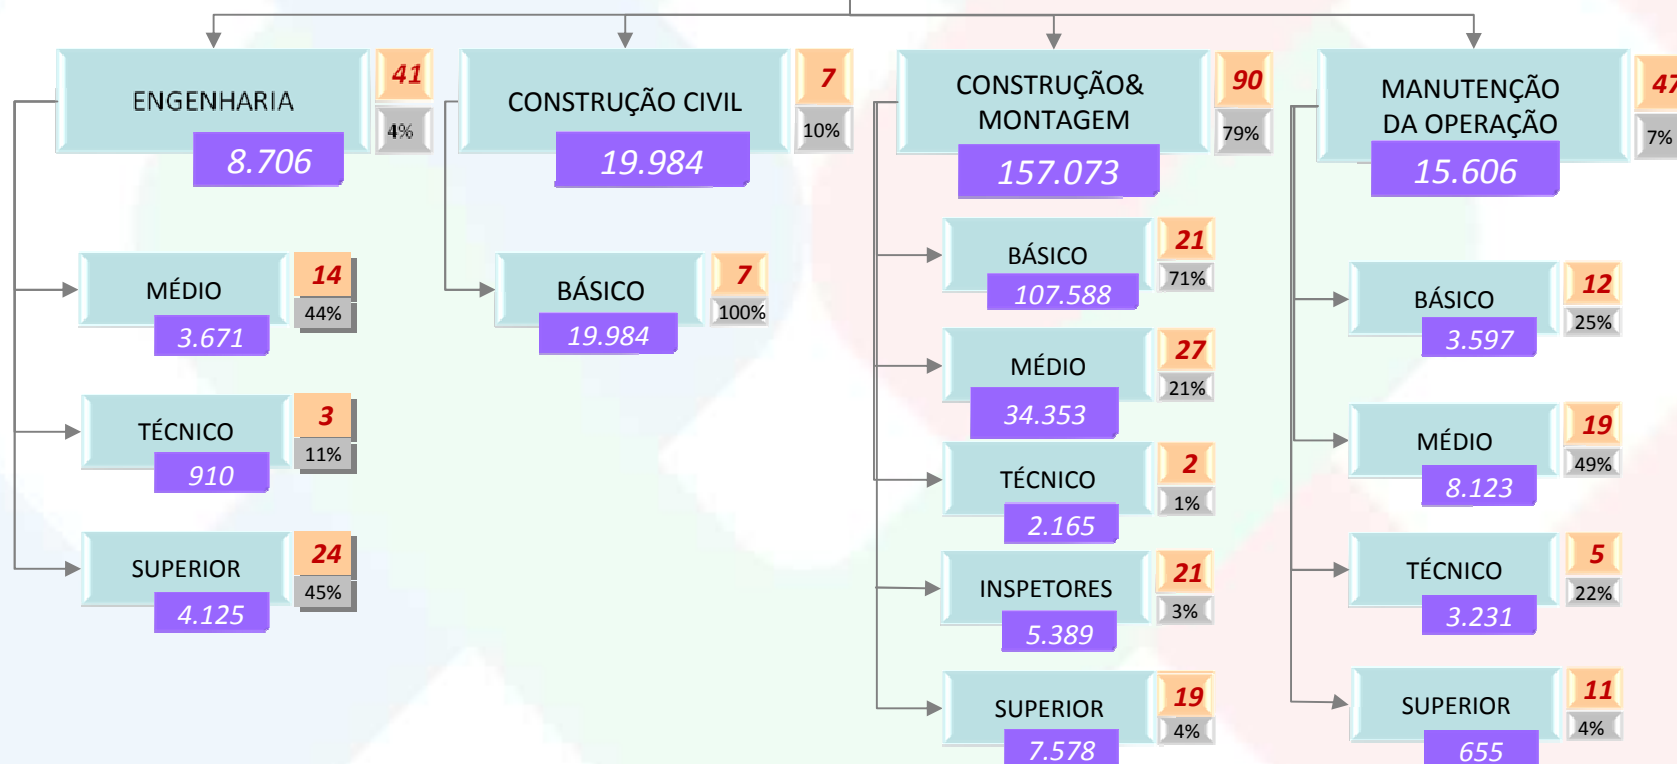 ENGENHARIA
41
4%
8.706
MÉDIO
14
44%
3.671
TÉCNICO
3
11%
910
SUPERIOR
24
45%
4.125
CONSTRUÇÃO CIVIL
7
10%
19.984
BÁSICO
7
100%
19.984
CONSTRUÇÃO&
MONTAGEM
90
79%
157.073
BÁSICO
21
71%
107.588
MÉDIO
27
21%
34.353
TÉCNICO
2
1%
2.165
INSPETORES
21
3%
5.389
SUPERIOR
19
4%
7.578
MANUTENÇÃO
DA OPERAÇÃO
47
7%
15.606
BÁSICO
12
25%
3.597
MÉDIO
19
49%
8.123
TÉCNICO
5
22%
3.231
SUPERIOR
11
4%
655